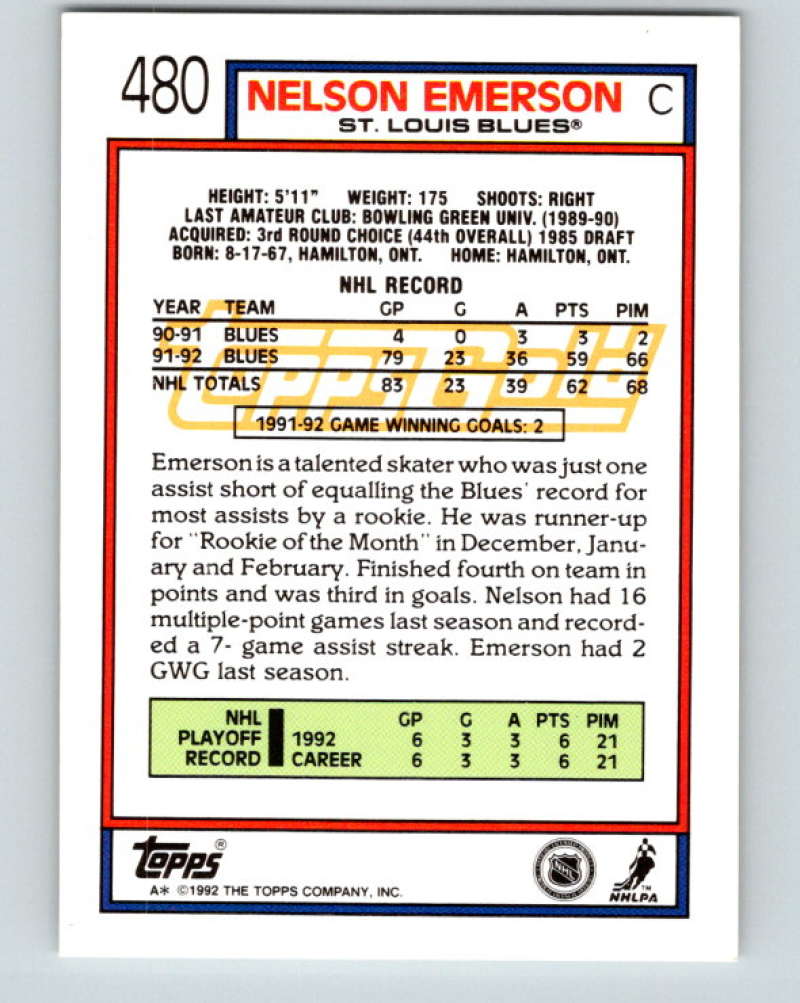 480
NELSON EMERSON C
ST. LOUIS BLUES®
HEIGHT: 5'11" WEIGHT: 175 SHOOTS: RIGHT
LAST AMATEUR CLUB: BOWLING GREEN UNIV. (1989-90)
ACQUIRED: 3rd ROUND CHOICE (44th OVERALL) 1985 DRAFT
BORN: 8-17-67, HAMILTON, ONT. HOME: HAMILTON, ONT.
NHL RECORD
YEAR TEAM GP G A PTS PIM
90-91 BLUES 4 0 3 3 2
91-92 BLUES 79 23 36 59 66
NHL TOTALS 83 23 39 62 68
Topps Gold
1991-92 GAME WINNING GOALS: 2
Emerson is a talented skater who was just one
assist short of equalling the Blues' record for
most assists by a rookie. He was runner-up
for "Rookie of the Month" in December, Janu-
ary and February. Finished fourth on team in
points and was third in goals. Nelson had 16
multiple-point games last season and record-
ed a 7- game assist streak. Emerson had 2
GWG last season.
NHL GP G A PTS PIM
PLAYOFF 1992 6 3 3 6 21
RECORD CAREER 6 3 3 6 21
TOPPS®
A* ©1992 THE TOPPS COMPANY, INC.
NHL
™
NHLPA